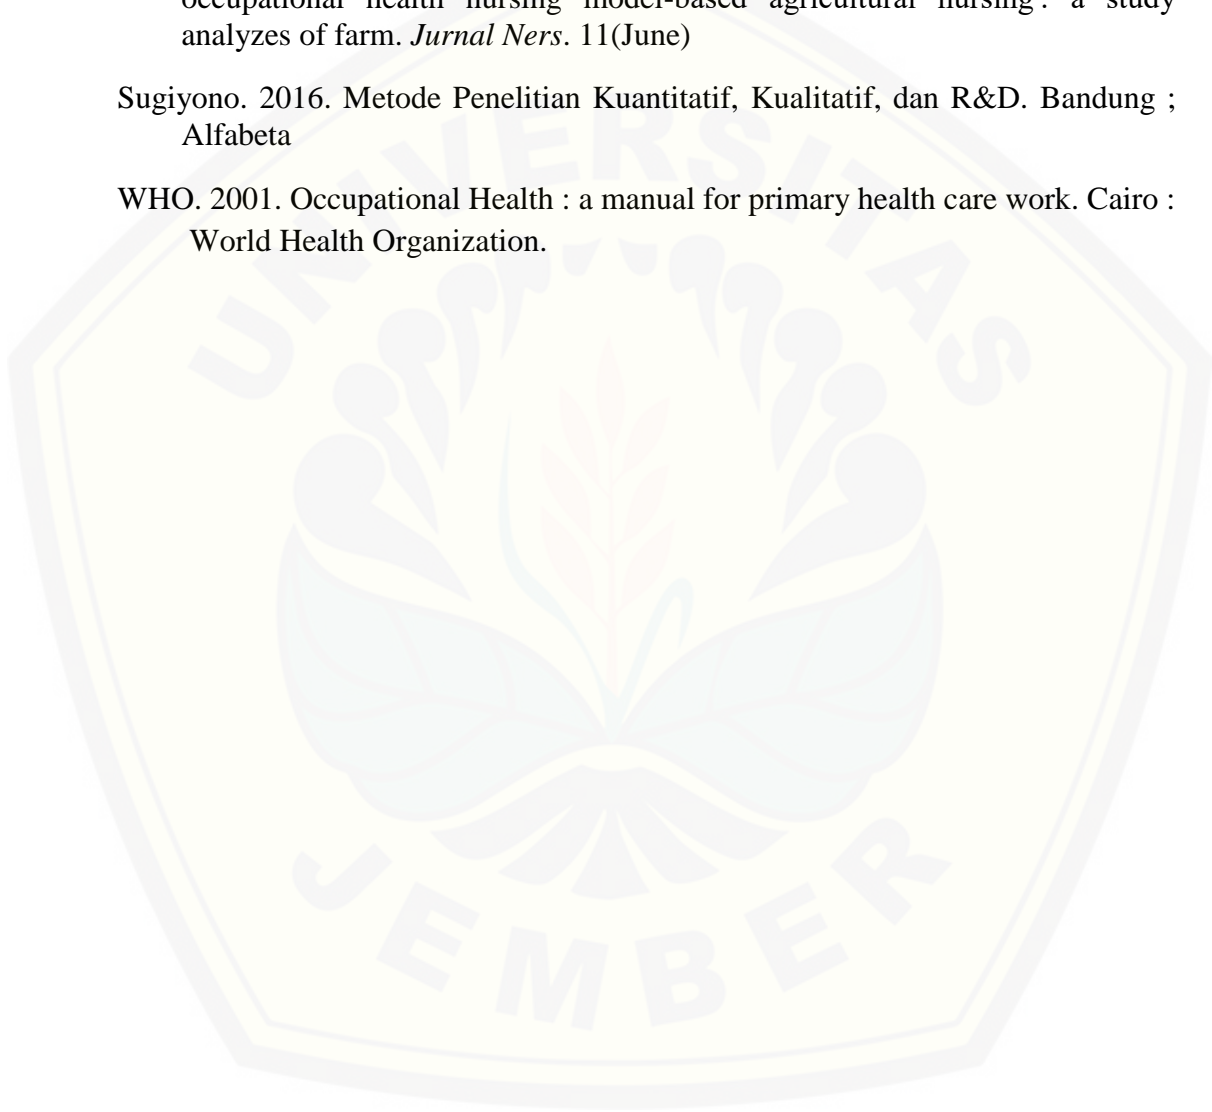 occupational health nursing model-based agricultural nursing : a study
analyzes of farm. Jurnal Ners. 11(June)
Sugiyono. 2016. Metode Penelitian Kuantitatif, Kualitatif, dan R&D. Bandung ;
Alfabeta
WHO. 2001. Occupational Health : a manual for primary health care work. Cairo :
World Health Organization.
UNIVERSITAS
JEMBER